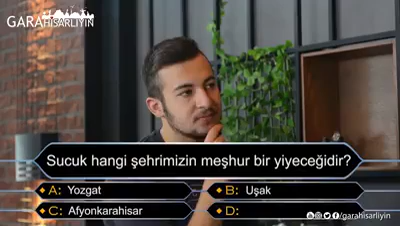 GARAHISARLIYIN
Sucuk hangi şehrimizin meşhur bir yiyeceğidir?
A: Yozgat
B: Uşak
C: Afyonkarahisar
D:
/garahisarliyin